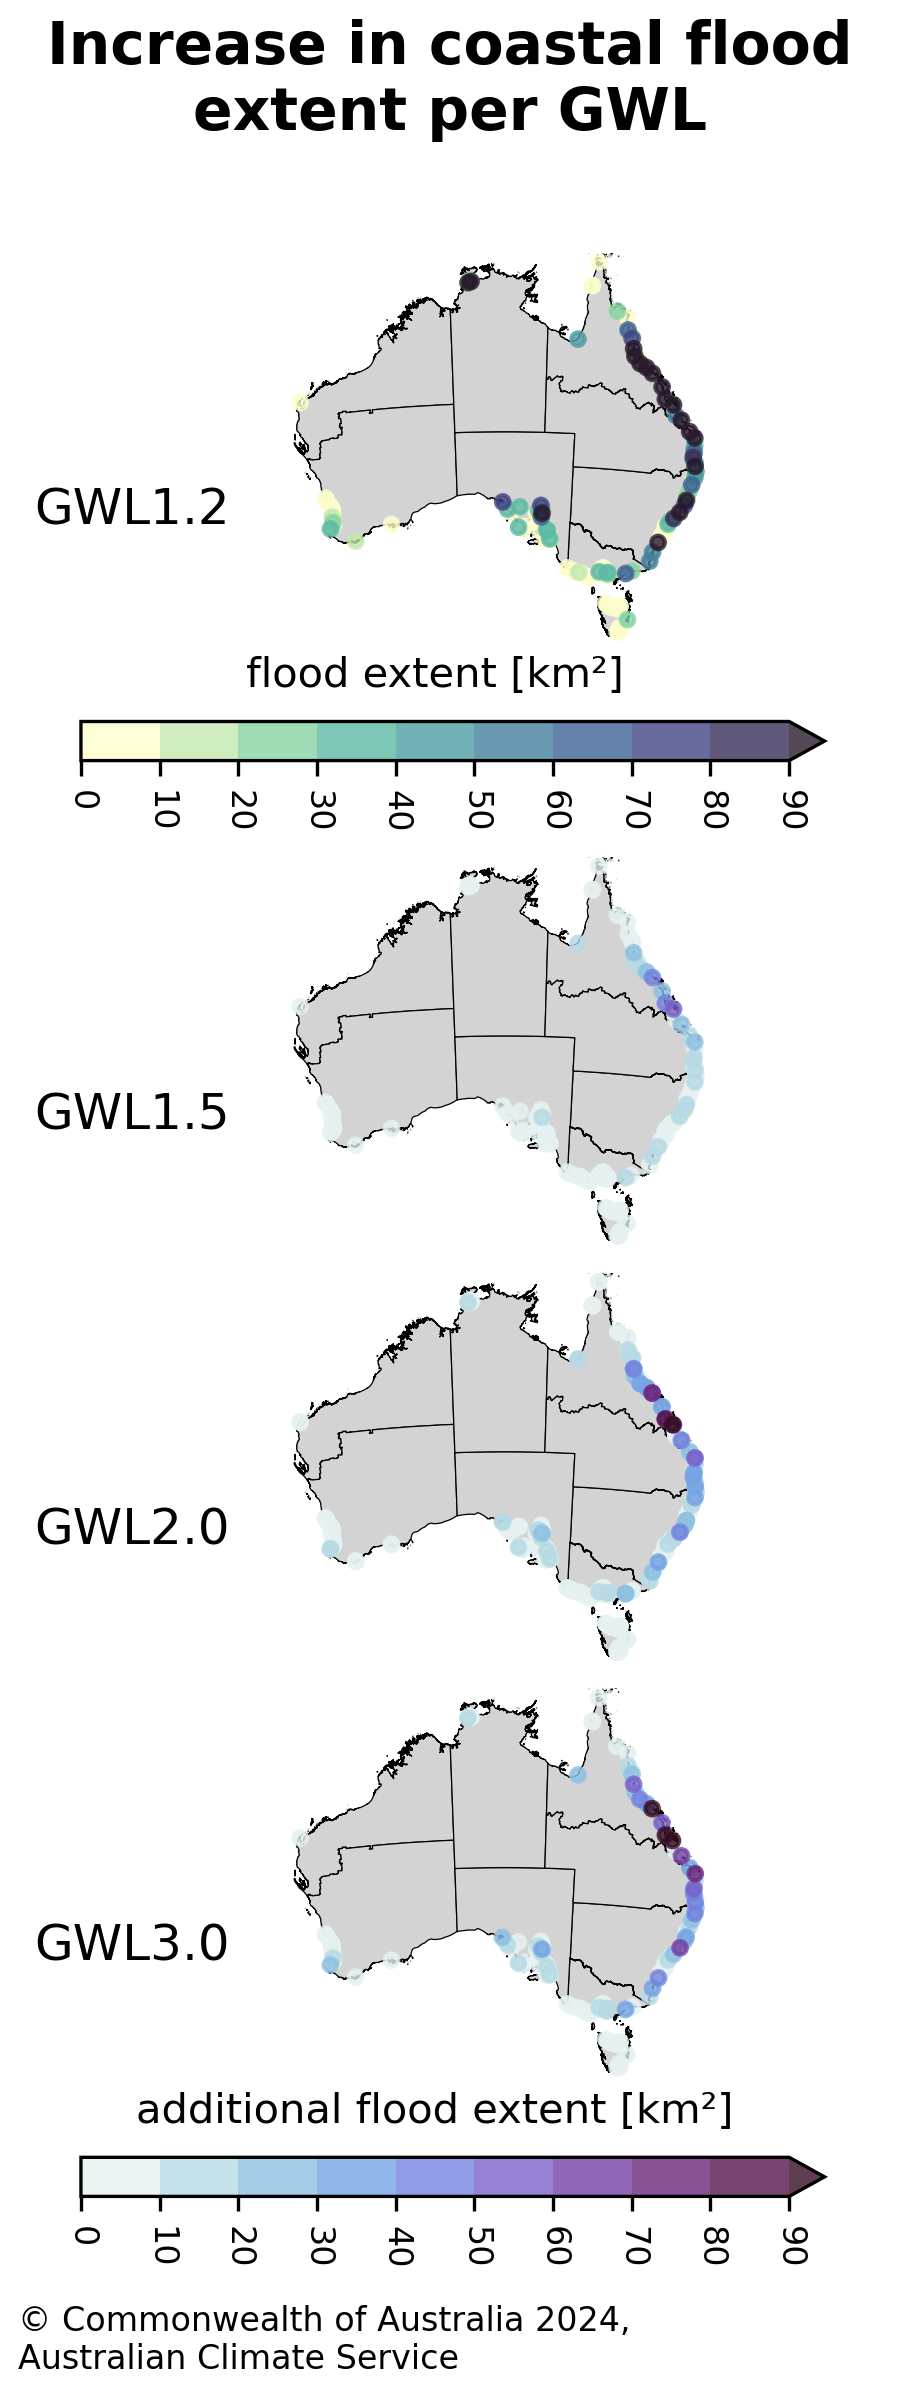 Increase in coastal flood
extent per GWL
GWL1.2
flood extent [km²]
0 10 20 30 40 50 60 70 80 90
GWL1.5
GWL2.0
GWL3.0
additional flood extent [km²]
0 10 20 30 40 50 60 70 80 90
© Commonwealth of Australia 2024,
Australian Climate Service